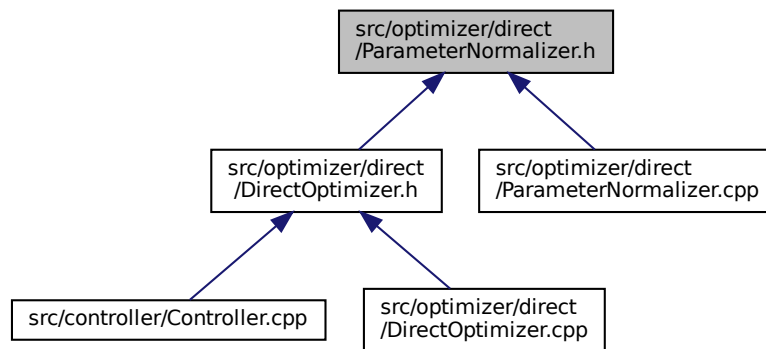 src/optimizer/direct
/ParameterNormalizer.h
src/optimizer/direct
/DirectOptimizer.h
src/optimizer/direct
/ParameterNormalizer.cpp
src/controller/Controller.cpp
src/optimizer/direct
/DirectOptimizer.cpp